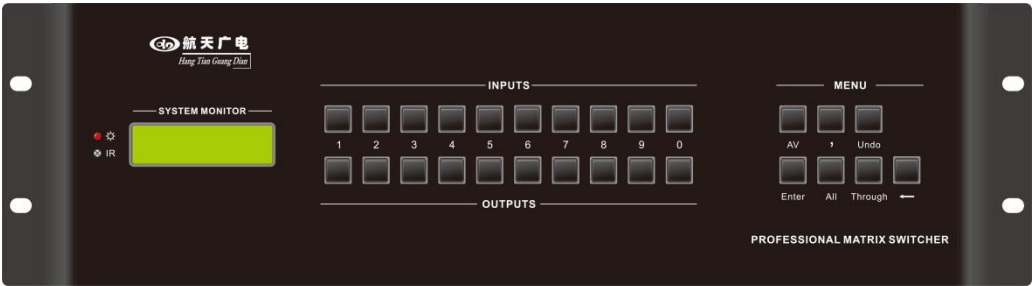 航天广电
Hang Tian Guang Dian
SYSTEM MONITOR
IR
INPUTS
1 2 3 4 5 6 7 8 9 0
OUTPUTS
MENU
AV , Undo
Enter All Through ←
PROFESSIONAL MATRIX SWITCHER